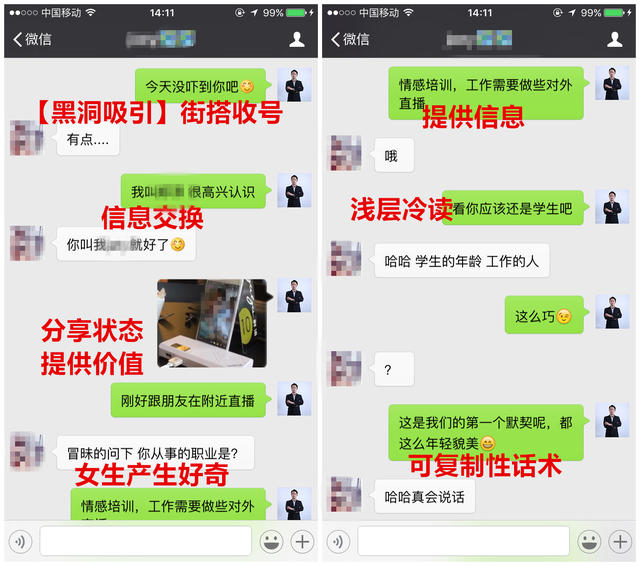 中国移动 14:11 99%
微信
今天没吓到你吧
【黑洞吸引】街搭收号
有点....
我叫 很高兴认识
信息交换
你叫我 就好了
分享状态
提供价值
刚好跟朋友在附近直播
冒昧的问下 你从事的职业是?
女生产生好奇
情感培训，工作需要做些对外
直播
中国移动 14:11 99%
微信
情感培训，工作需要做些对外
直播
提供信息
哦
浅层冷读
看你应该还是学生吧
哈哈 学生的年龄 工作的人
这么巧
?
这是我们的第一个默契呢，都
这么年轻貌美
可复制性话术
哈哈真会说话